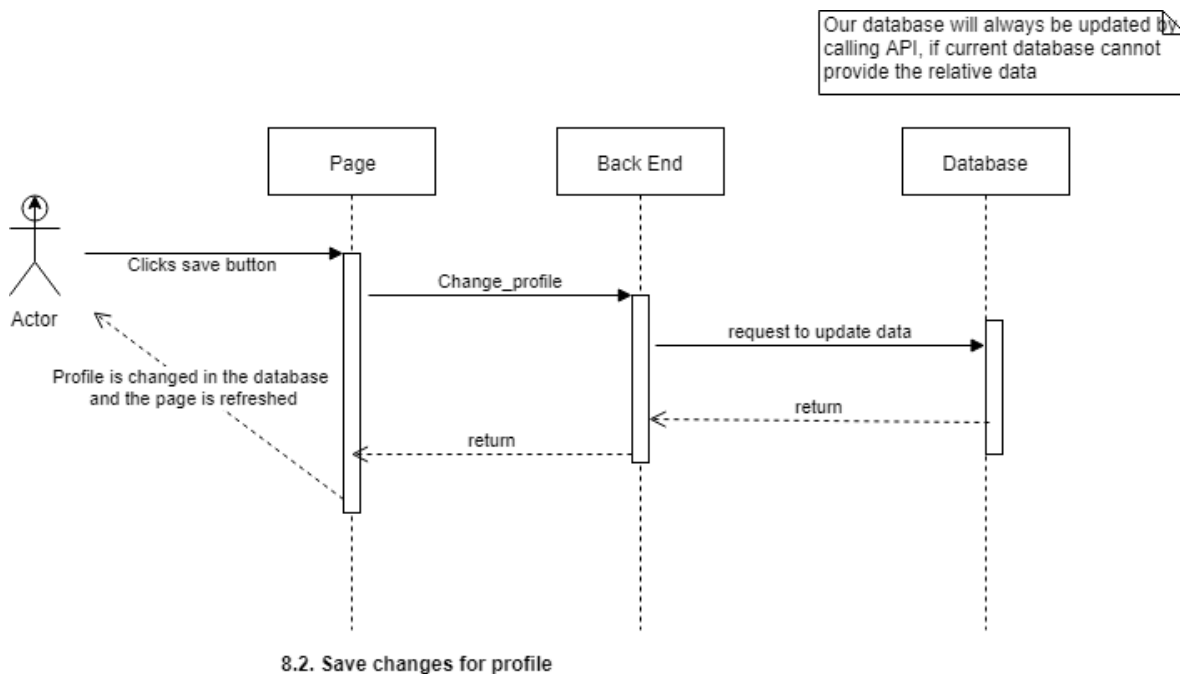 Our database will always be updated by
calling API, if current database cannot
provide the relative data
Page
Back End
Database
Clicks save button
Change_profile
Actor
request to update data
Profile is changed in the database
and the page is refreshed
return
return
8.2. Save changes for profile